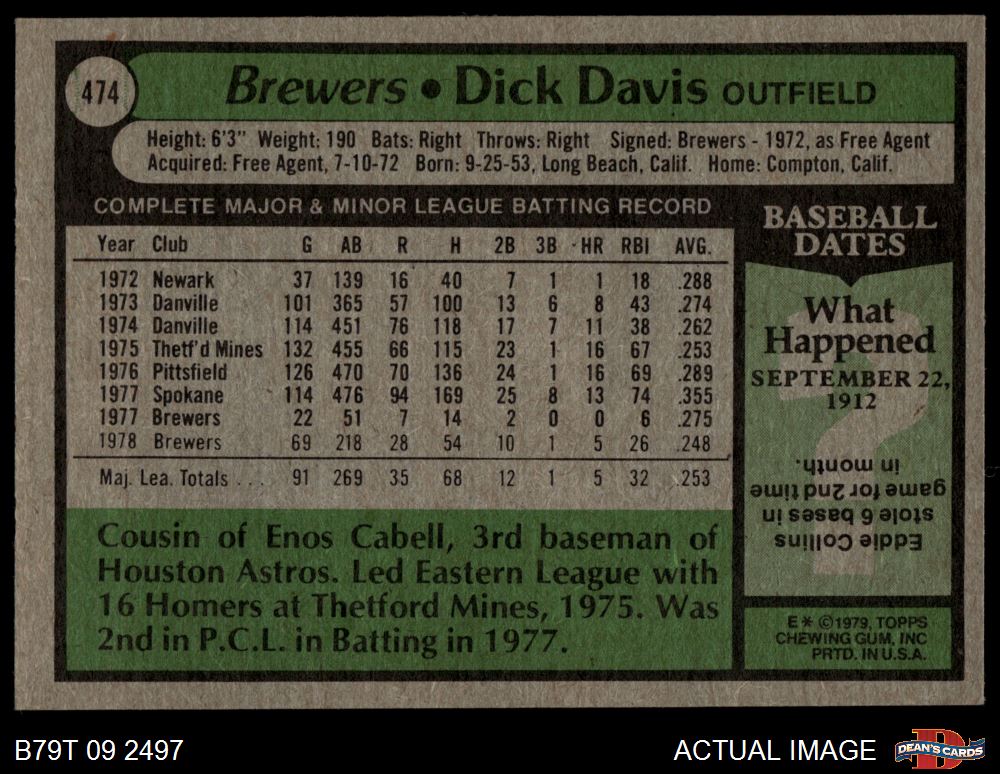 474
Brewers • Dick Davis OUTFIELD
Height: 6'3" Weight: 190 Bats: Right Throws: Right Signed: Brewers - 1972, as Free Agent
Acquired: Free Agent, 7-10-72 Born: 9-25-53, Long Beach, Calif. Home: Compton, Calif.
COMPLETE MAJOR & MINOR LEAGUE BATTING RECORD
Year Club G AB R H 2B 3B HR RBI AVG.
1972 Newark 37 139 16 40 7 1 1 18 .288
1973 Danville 101 365 57 100 13 6 8 43 .274
1974 Danville 114 451 76 118 17 7 11 38 .262
1975 Thetf'd Mines 132 455 66 115 23 1 16 67 .253
1976 Pittsfield 126 470 70 136 24 1 16 69 .289
1977 Spokane 114 476 94 169 25 8 13 74 .355
1977 Brewers 22 51 7 14 2 0 0 6 .275
1978 Brewers 69 218 28 54 10 1 5 26 .248
Maj. Lea. Totals . . . 91 269 35 68 12 1 5 32 .253
Cousin of Enos Cabell, 3rd baseman of
Houston Astros. Led Eastern League with
16 Homers at Thetford Mines, 1975. Was
2nd in P.C.L. in Batting in 1977.
BASEBALL
DATES
What
Happened
SEPTEMBER 22,
1912
Eddie Collins
stole 6 bases in
game for 2nd time
in month.
E* ©1979, TOPPS
CHEWING GUM, INC
PRTD. IN U.S.A.
B79T 09 2497
ACTUAL IMAGE
DEAN'S CARDS